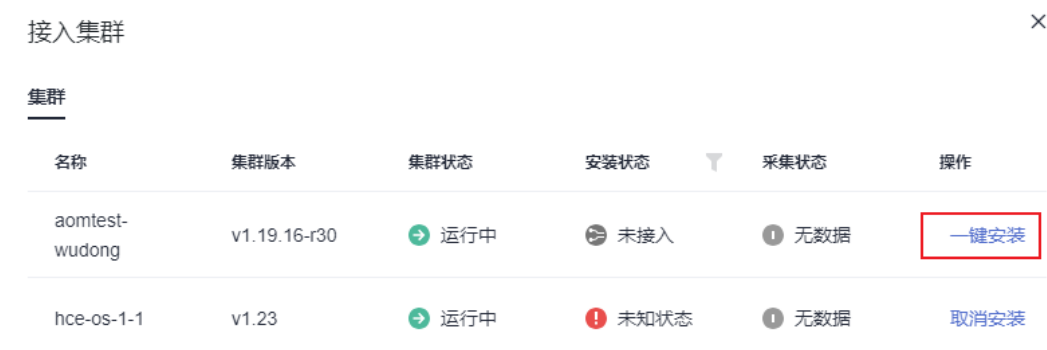 接入集群
集群
名称 集群版本 集群状态 安装状态 采集状态 操作
aomtest-
wudong v1.19.16-r30 运行中 未接入 无数据 一键安装
hce-os-1-1 v1.23 运行中 未知状态 无数据 取消安装